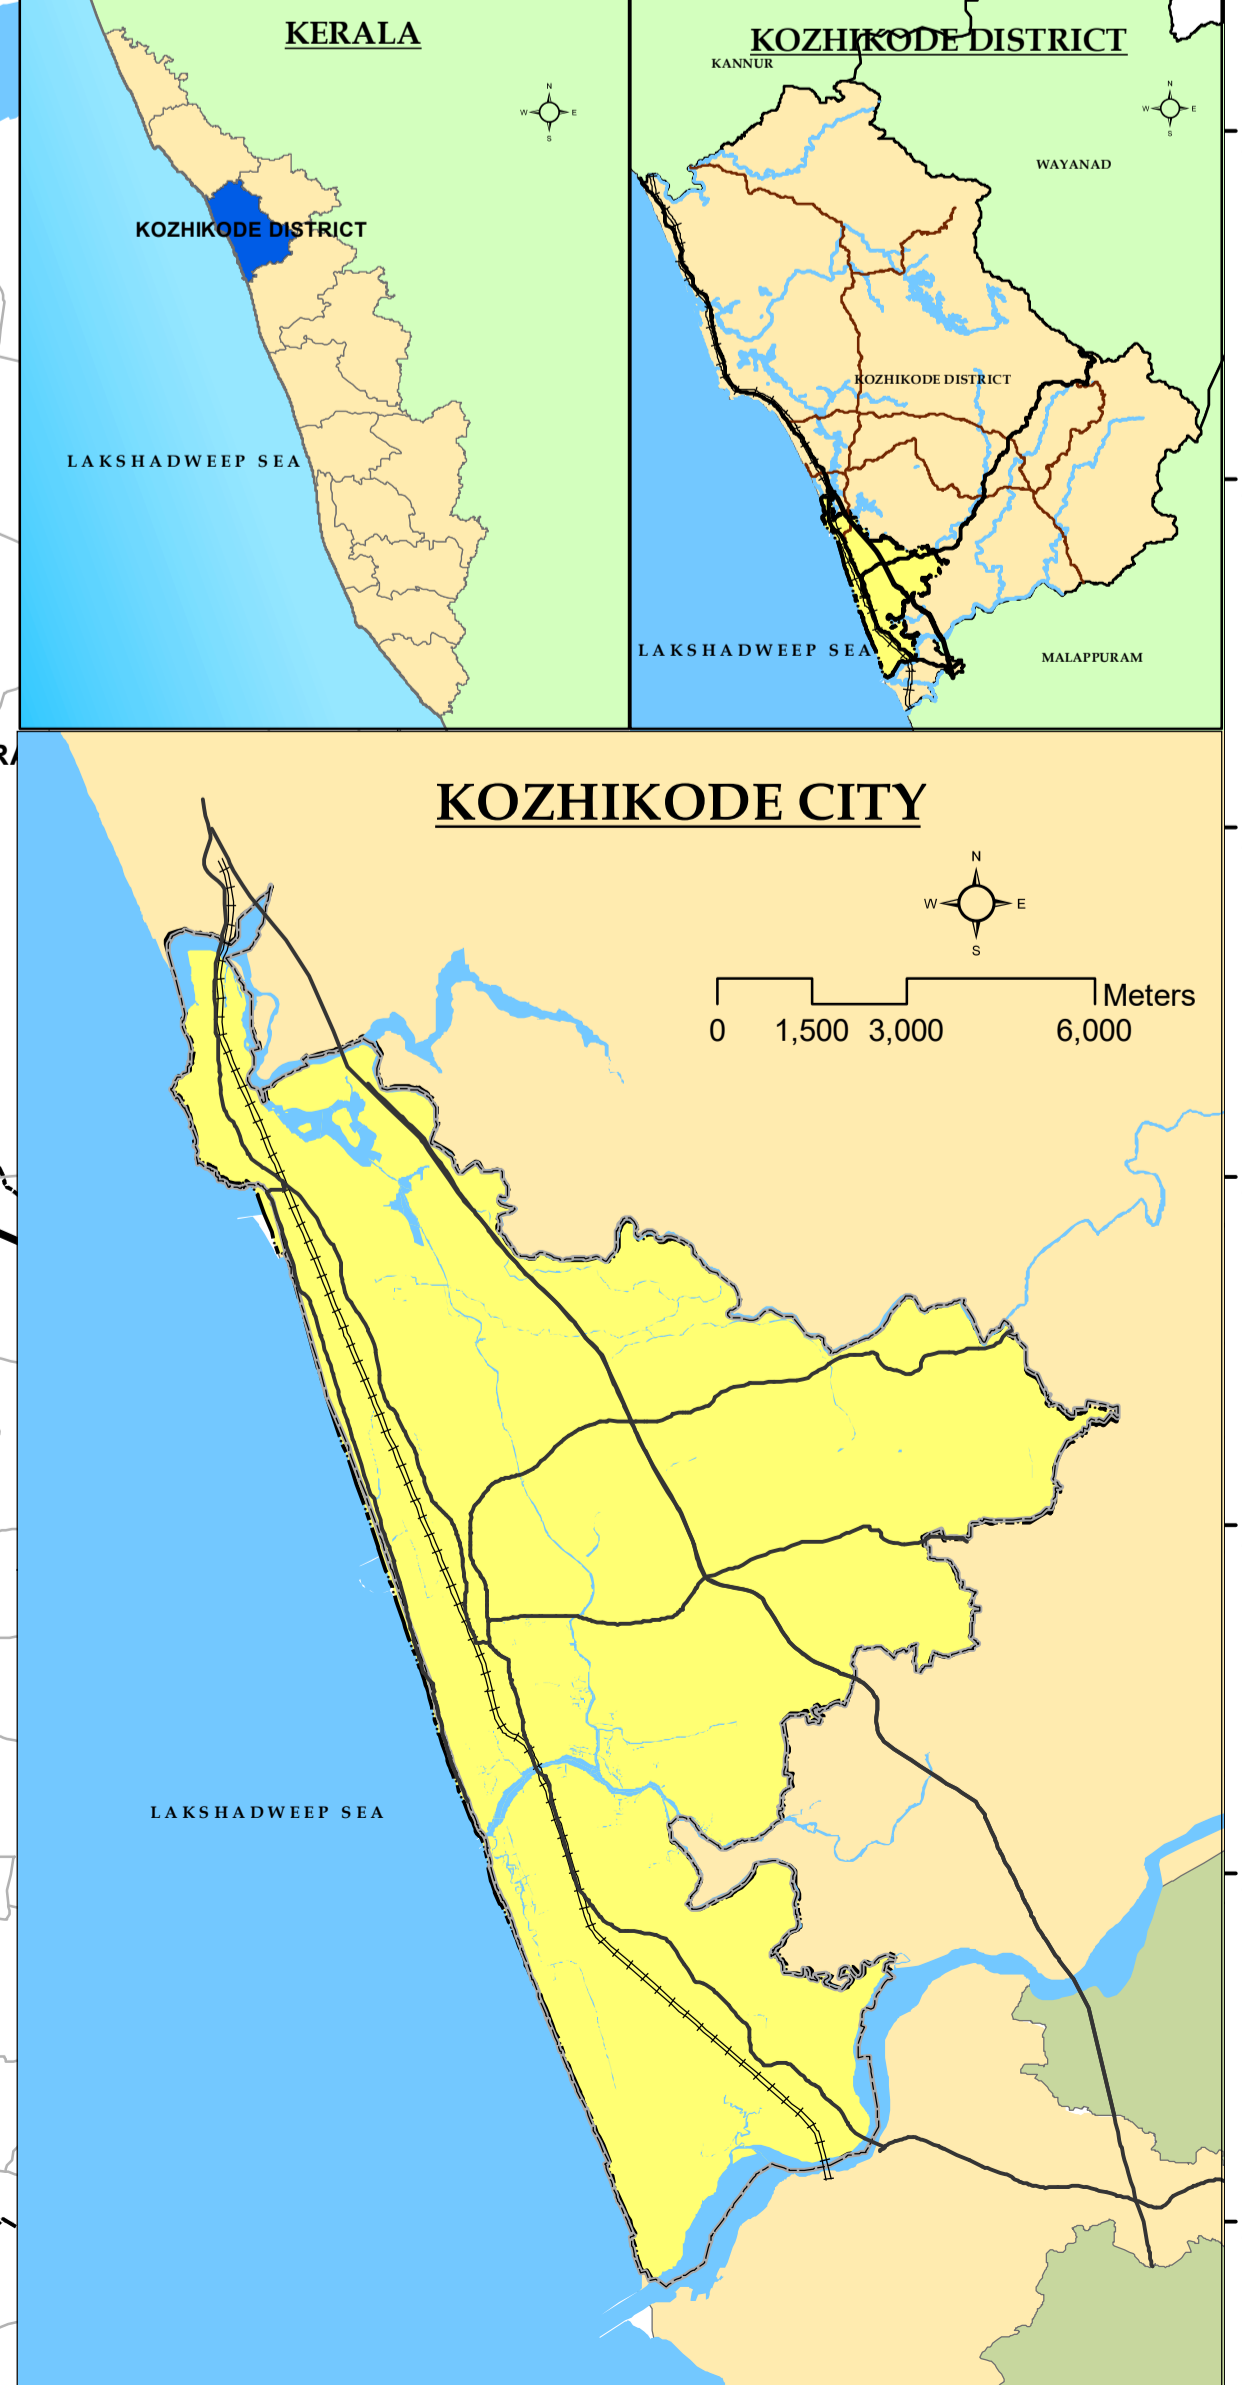 KERALA
N
W E
S
KOZHIKODE DISTRICT
LAKSHADWEEP SEA
KOZHIKODE DISTRICT
KANNUR
N
W E
S
WAYANAD
KOZHIKODE DISTRICT
LAKSHADWEEP SEA
MALAPPURAM
KOZHIKODE CITY
N
W E
S
Meters
0 1,500 3,000 6,000
LAKSHADWEEP SEA